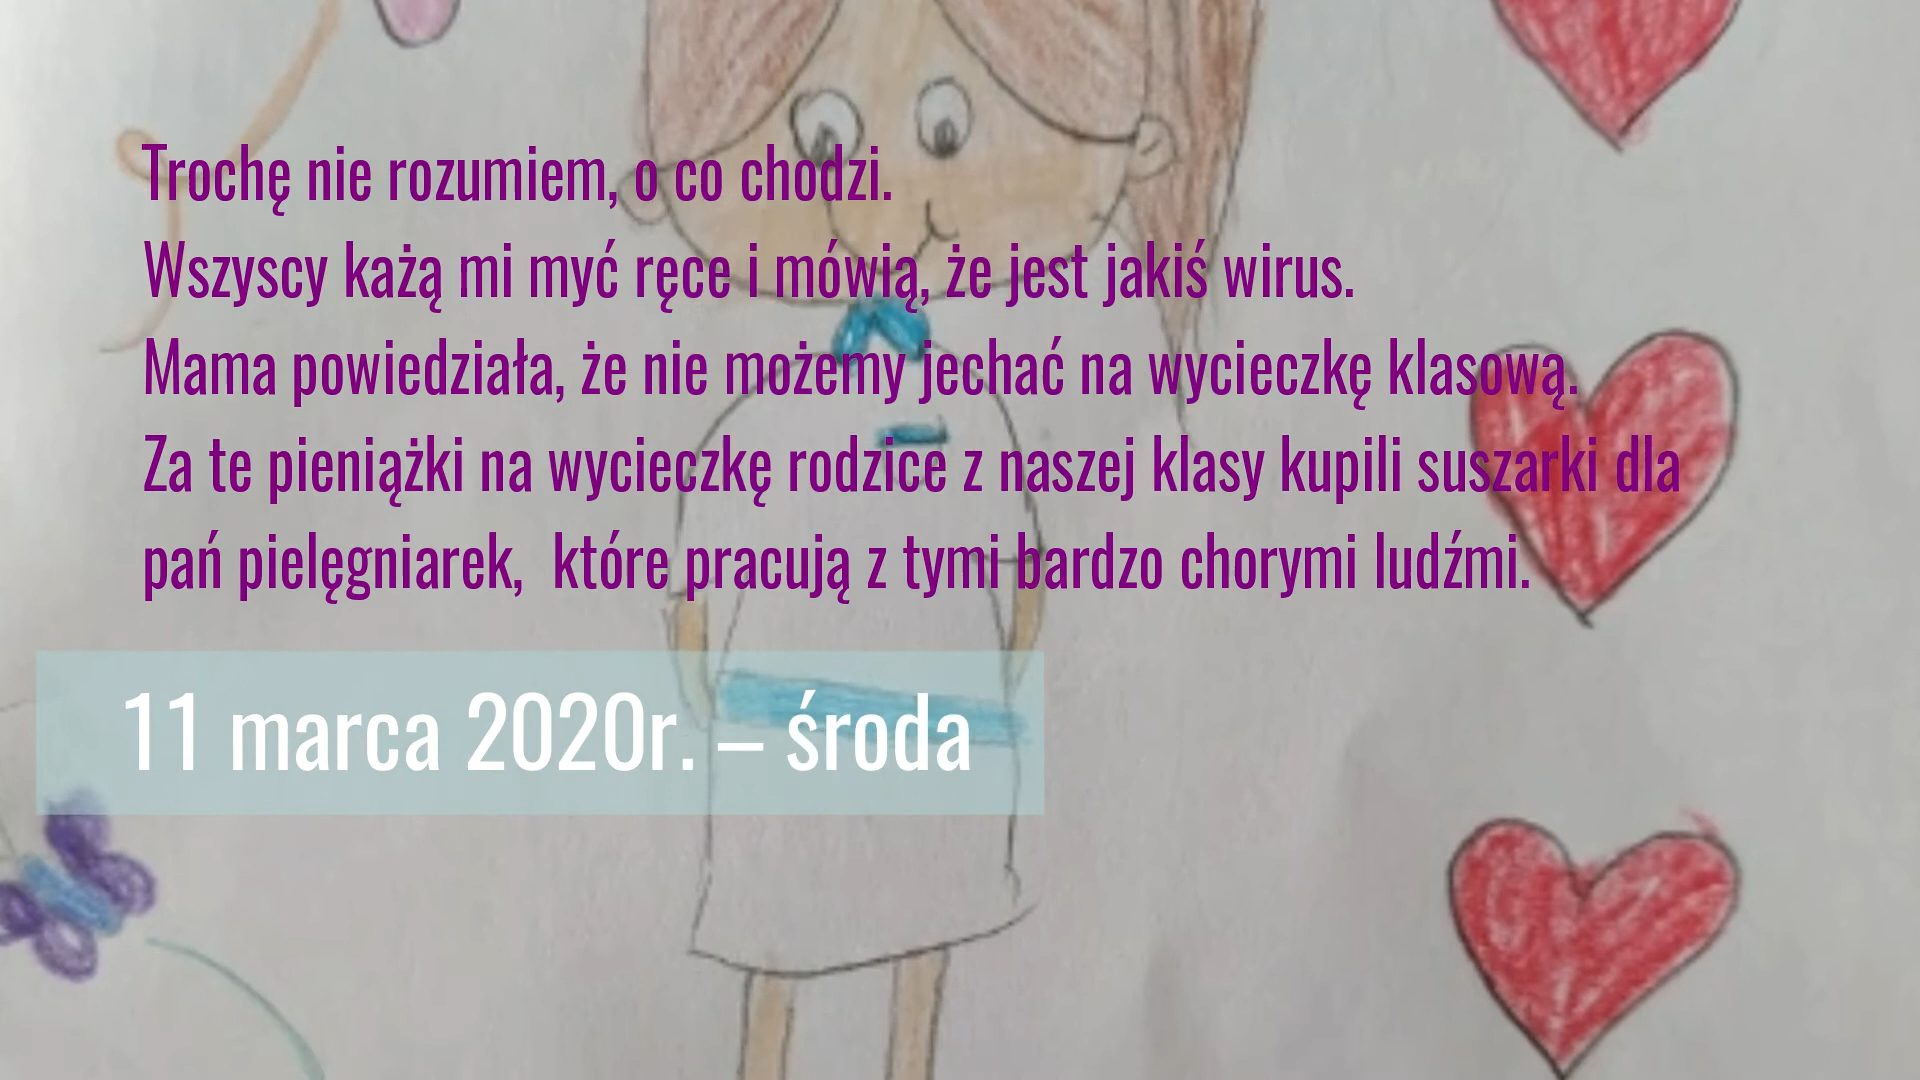 Trochę nie rozumiem, o co chodzi.
Wszyscy każą mi myć ręce i mówią, że jest jakiś wirus.
Mama powiedziała, że nie możemy jechać na wycieczkę klasową.
Za te pieniążki na wycieczkę rodzice z naszej klasy kupili suszarki dla
pań pielęgniarek,  które pracują z tymi bardzo chorymi ludźmi.
11 marca 2020r. – środa